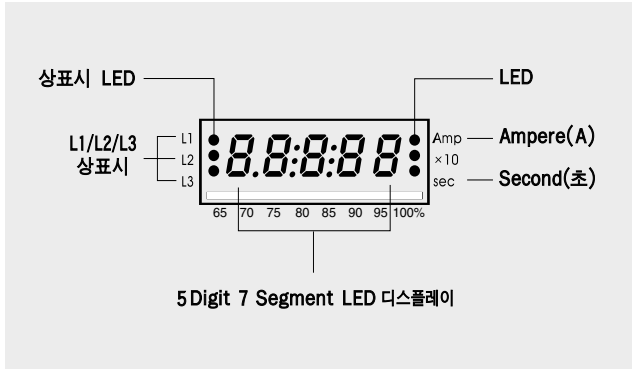 상표시 LED
LED
L1/L2/L3
상표시
L1
L2
L3
8.8:8:8 8
Amp
×10
sec
Ampere(A)
Second(초)
65 70 75 80 85 90 95 100%
5 Digit 7 Segment LED 디스플레이